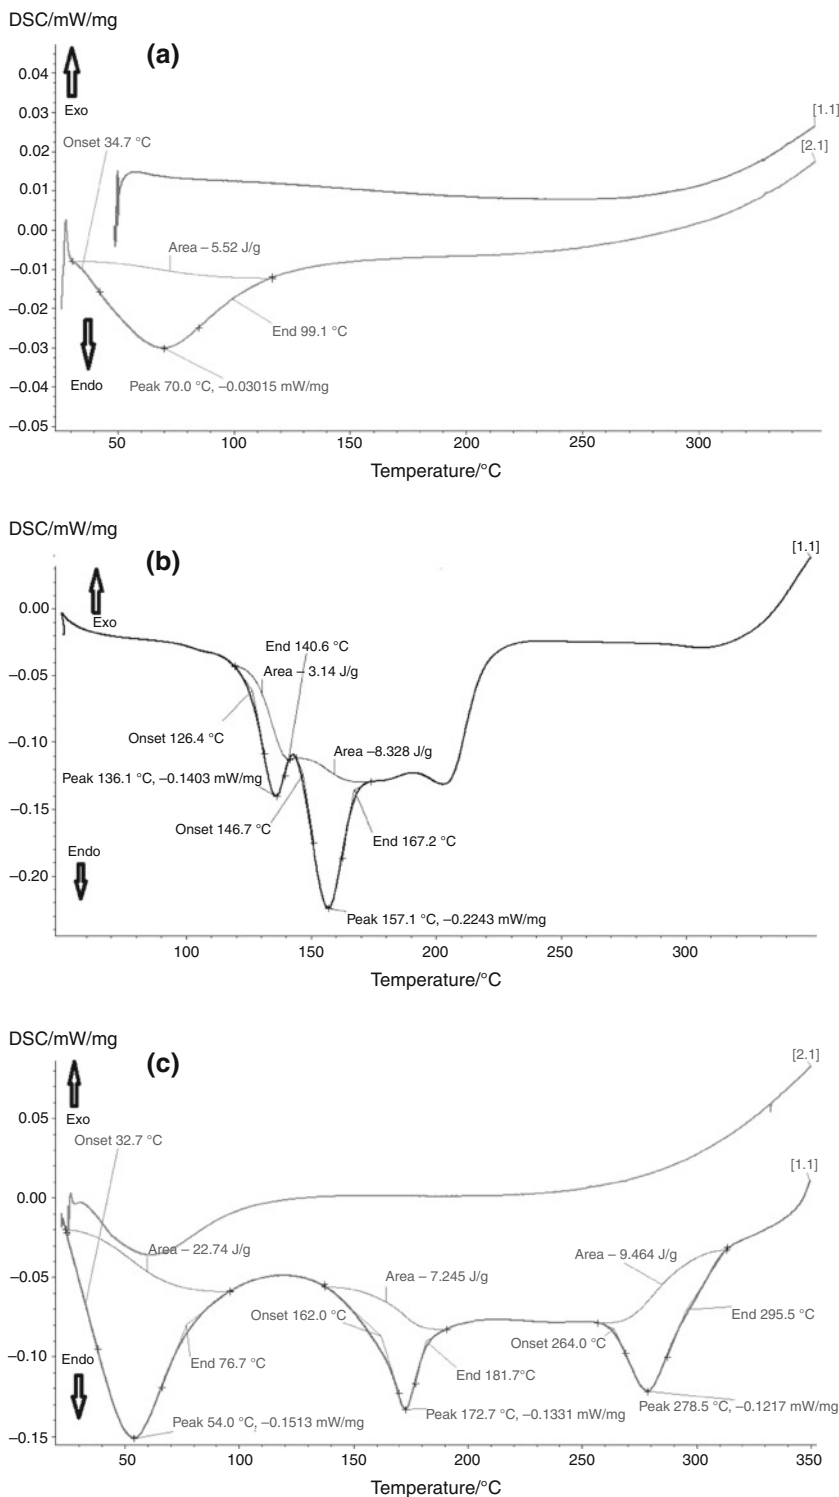 DSC/mW/mg
(a)
0.04
Exo
0.03
[1.1]
Onset 34.7 °C
0.02
[2.1]
0.01
0.00
Area – 5.52 J/g
–0.01
–0.02
End 99.1 °C
–0.03
Endo
Peak 70.0 °C, –0.03015 mW/mg
–0.04
–0.05
50 100 150 200 250 300
Temperature/°C
DSC/mW/mg
(b)
[1.1]
0.00
Exo
End 140.6 °C
–0.05
Area – 3.14 J/g
Onset 126.4 °C
–0.10
Area –8.328 J/g
Peak 136.1 °C, –0.1403 mW/mg
–0.15
Onset 146.7 °C
End 167.2 °C
Endo
–0.20
Peak 157.1 °C, –0.2243 mW/mg
100 150 200 250 300
Temperature/°C
DSC/mW/mg
(c)
[2.1]
0.05
Exo
Onset 32.7 °C
[1.1]
0.00
Area – 22.74 J/g
Area – 9.464 J/g
Area – 7.245 J/g
–0.05
Onset 162.0 °C
End 295.5 °C
Onset 264.0 °C
–0.10
Endo
End 76.7 °C
End 181.7°C
Peak 278.5 °C, –0.1217 mW/mg
Peak 172.7 °C, –0.1331 mW/mg
Peak 54.0 °C, –0.1513 mW/mg
–0.15
50 100 150 200 250 300 350
Temperature/°C